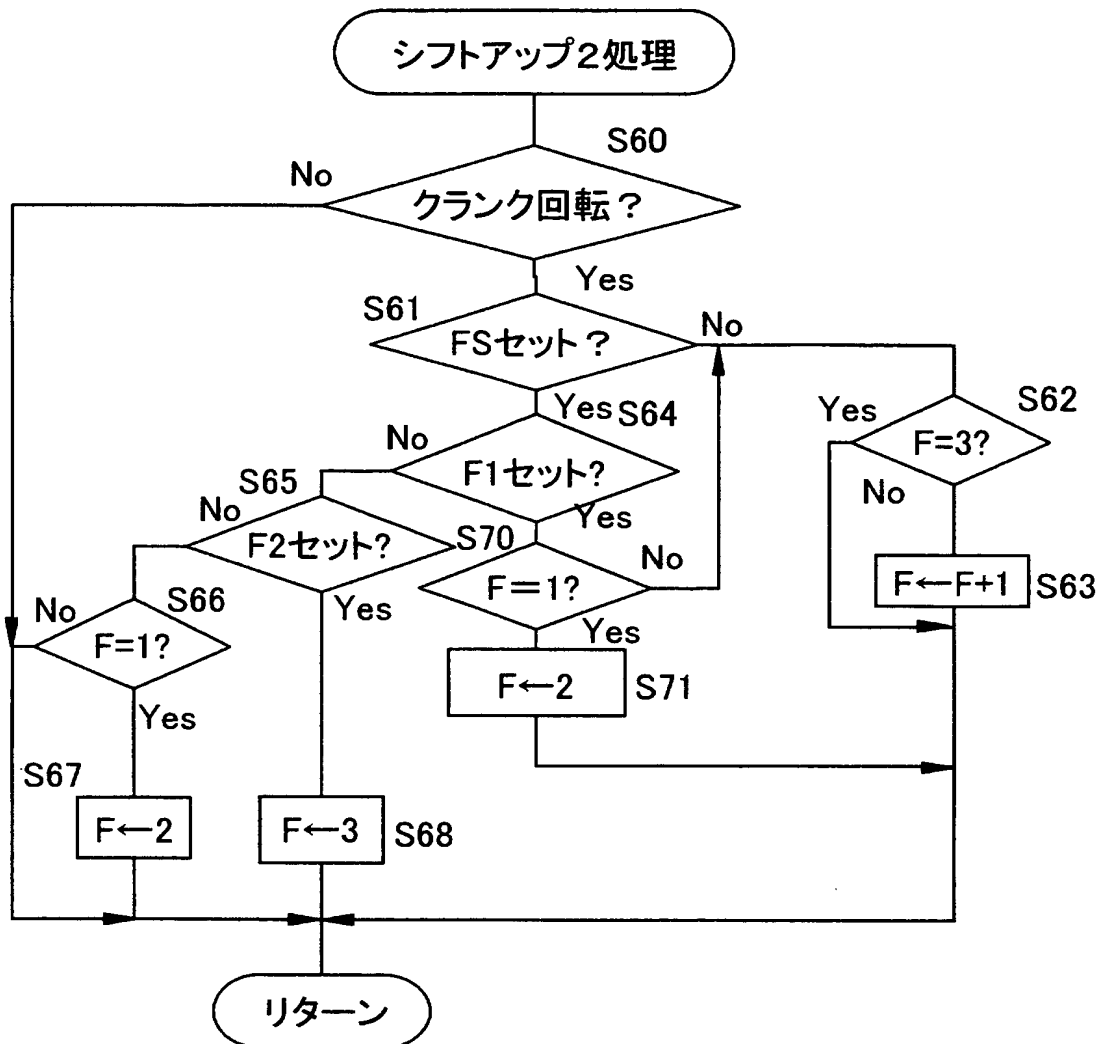 シフトアップ2処理
S60
No
クランク回転?
Yes
S61
No
FSセット?
Yes
S64
Yes
S62
No
F=3?
F1セット?
S65
No
Yes
No
F2セット?
S70
No
F=1?
F←F+1
S63
No
S66
Yes
F=1?
Yes
F←2
S71
Yes
S67
F←2
F←3
S68
リターン